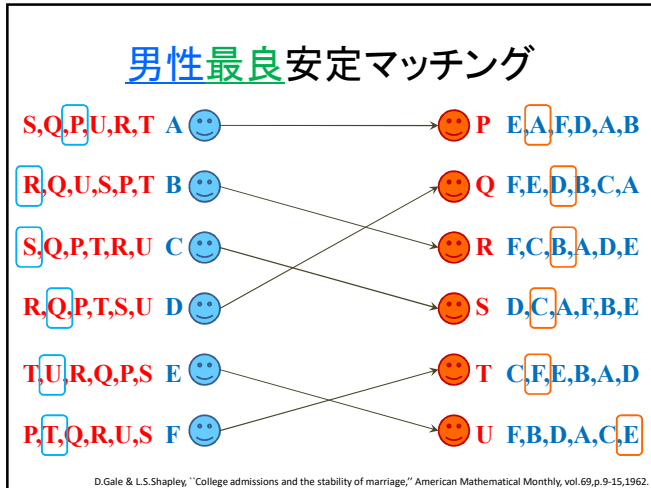 男性最良安定マッチング
S,Q,P,U,R,T A P E,A,F,D,A,B
R,Q,U,S,P,T B Q F,E,D,B,C,A
S,Q,P,T,R,U C R F,C,B,A,D,E
R,Q,P,T,S,U D S D,C,A,F,B,E
T,U,R,Q,P,S E T C,F,E,B,A,D
P,T,Q,R,U,S F U F,B,D,A,C,E
D.Gale & L.S.Shapley, ``College admissions and the stability of marriage,’’ American Mathematical Monthly, vol.69,p.9-15,1962.